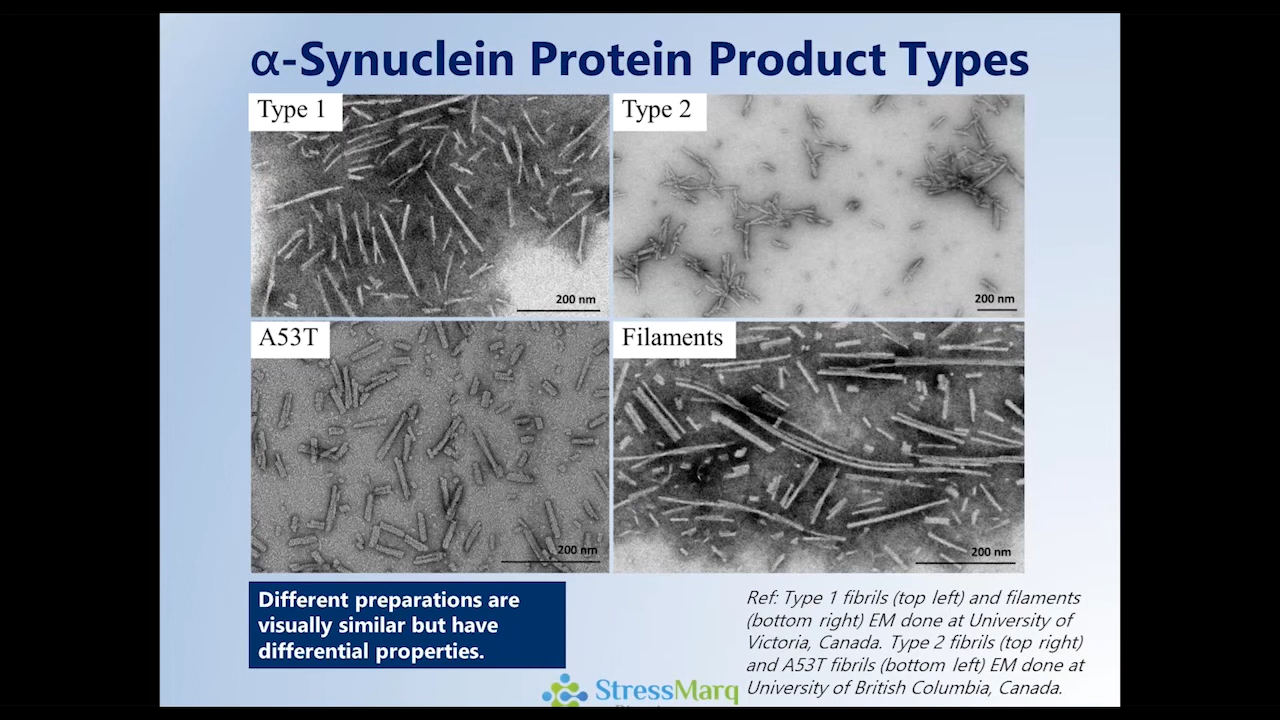 α-Synuclein Protein Product Types
Type 1
Type 2
200 nm
200 nm
A53T
Filaments
200 nm
200 nm
Different preparations are
visually similar but have
differential properties.
Ref: Type 1 fibrils (top left) and filaments
(bottom right) EM done at University of
Victoria, Canada. Type 2 fibrils (top right)
and A53T fibrils (bottom left) EM done at
University of British Columbia, Canada.
StressMarq